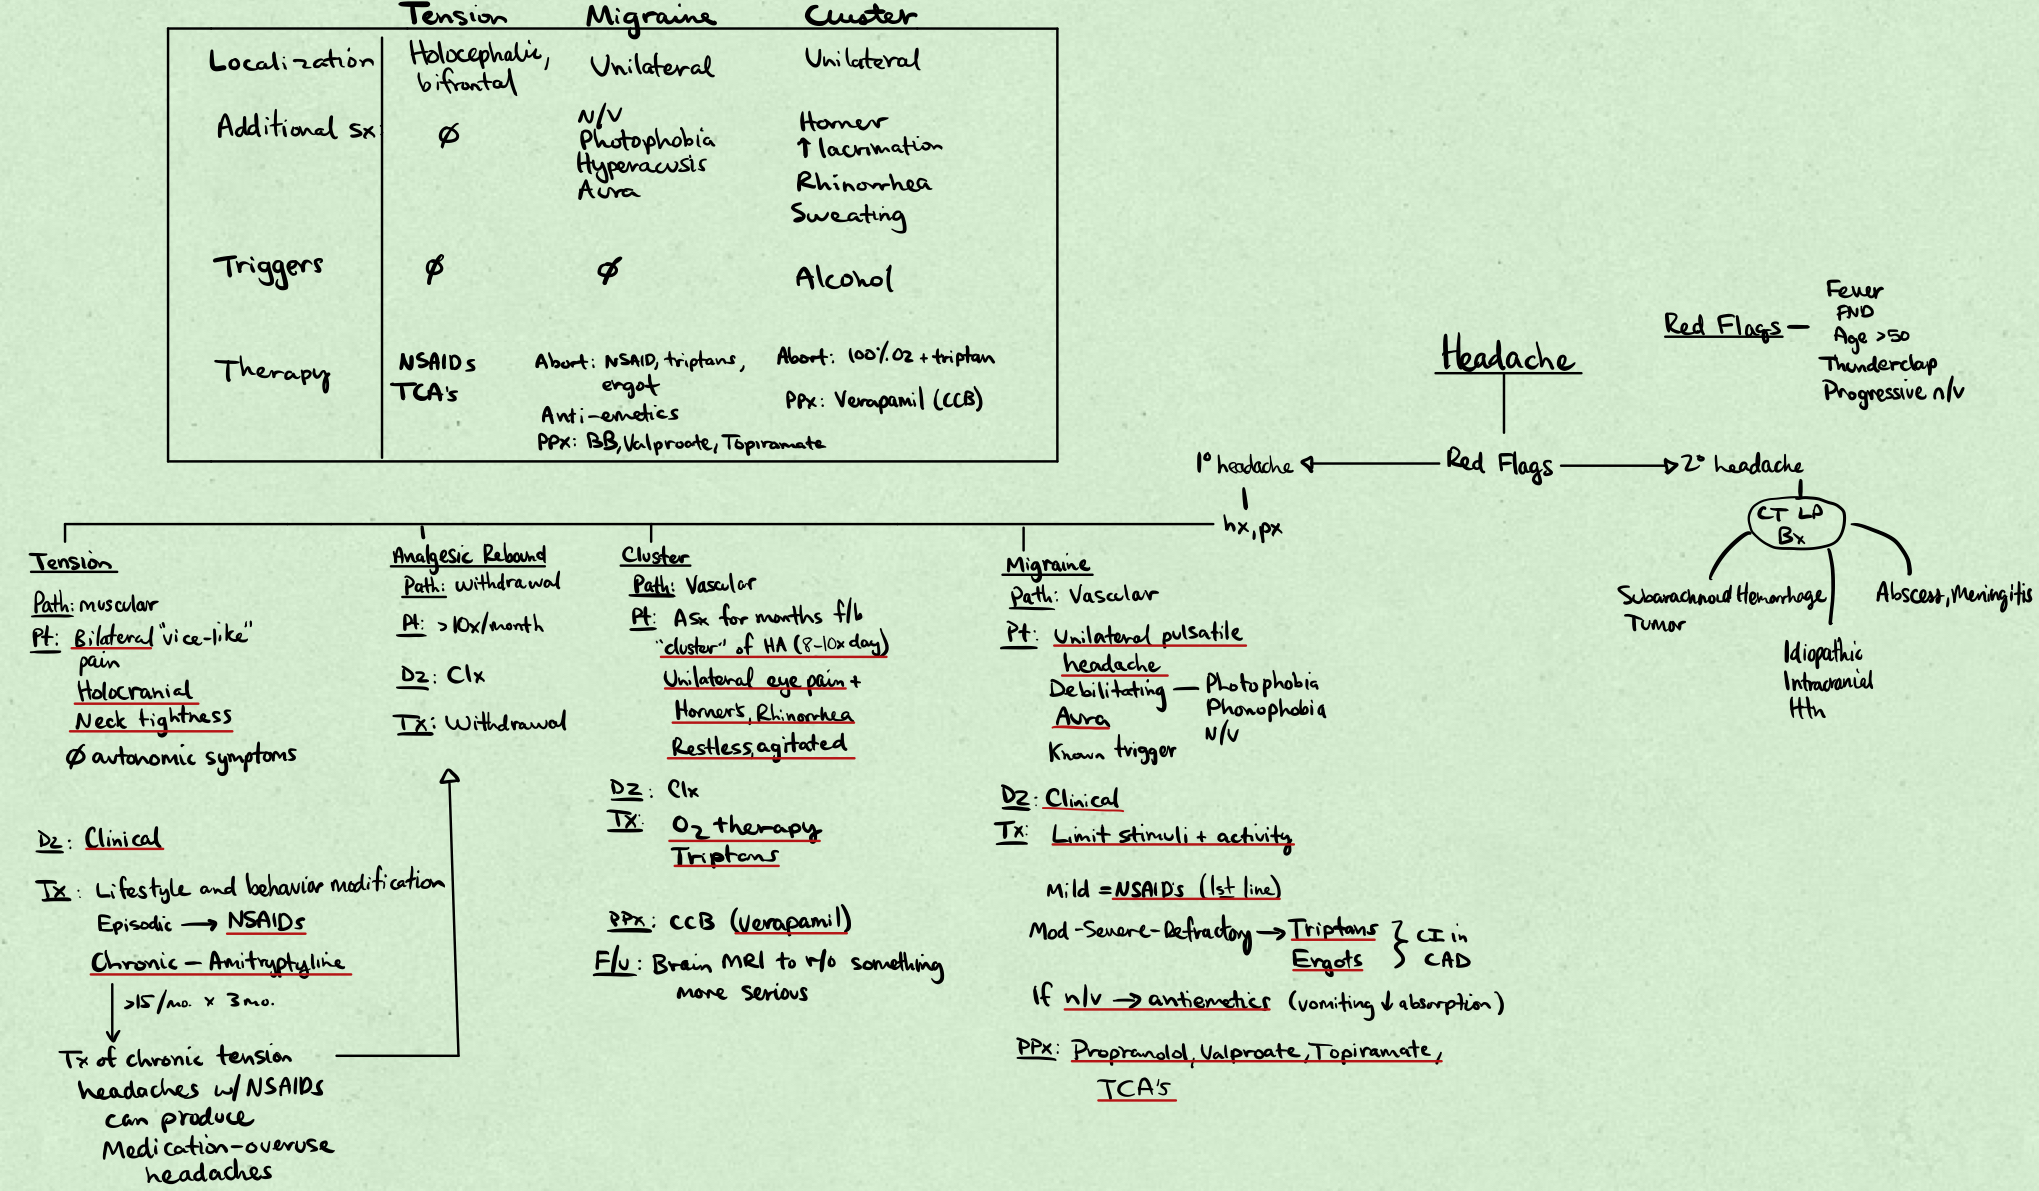 Tension Migraine Cluster
Localization Holocephalic, bifrontal Unilateral Unilateral
Additional sx Ø N/V Horner
Photophobia ↑ lacrimation
Hyperacusis Rhinorrhea
Aura Sweating
Triggers Ø Ø Alcohol
Therapy NSAIDs Abort: NSAID, triptans, Abort: 100% O2 + triptan
TCA's ergot PPx: Verapamil (CCB)
Anti-emetics
PPx: BB, Valproate, Topiramate
Headache
Red Flags — Fever
FND
Age >50
Thunderclap
Progressive n/v
1° headache Red Flags 2° headache
hx, px
CT LP
Bx
Subarachnoid Hemorrhage
Tumor
Idiopathic
Intracranial
Htn
Abscess, Meningitis
Tension
Path: muscular
Pt: Bilateral "vice-like"
pain
Holocranial
Neck tightness
Ø autonomic symptoms
Dz: Clinical
Tx: Lifestyle and behavior modification
Episodic → NSAIDs
Chronic - Amitryptyline
>15/mo. x 3 mo.
Tx of chronic tension
headaches w/ NSAIDs
can produce
Medication-overuse
headaches
Analgesic Rebound
Path: withdrawal
Pt: >10x/month
Dz: Clx
Tx: Withdrawal
Cluster
Path: Vascular
Pt: Asx for months f/b
"cluster" of HA (8-10x day)
Unilateral eye pain +
Horner's, Rhinorrhea
Restless, agitated
Dz: Clx
Tx: O2 therapy
Triptans
PPx: CCB (verapamil)
F/u: Brain MRI to r/o something
more serious
Migraine
Path: Vascular
Pt: Unilateral pulsatile
headache
Debilitating — Photophobia
Phonophobia
N/V
Aura
Known trigger
Dz: Clinical
Tx: Limit stimuli + activity
Mild = NSAID's (1st line)
Mod-Severe-Refractory → Triptans } CI in
Ergots CAD
If n/v → antiemetics (vomiting ↓ absorption)
PPx: Propranolol, Valproate, Topiramate,
TCA's